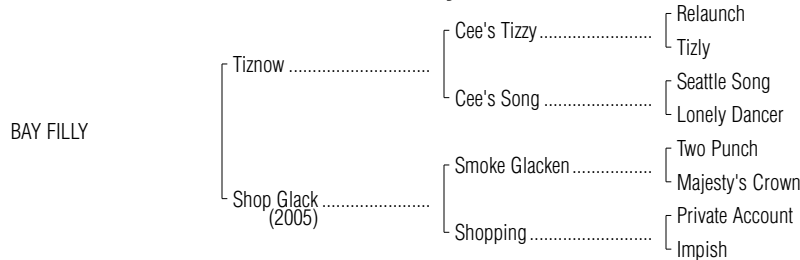 Relaunch
Cee's Tizzy..........................
Tizly
Tiznow ..............................
Seattle Song
Cee's Song .........................
Lonely Dancer
BAY FILLY
Two Punch
Smoke Glacken...................
Majesty's Crown
Shop Glack .........................
(2005)
Private Account
Shopping............................
Impish